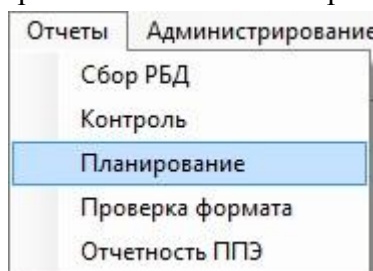 Отчеты Администрирование
Сбор РБД
Контроль
Планирование
Проверка формата
Отчетность ППЭ